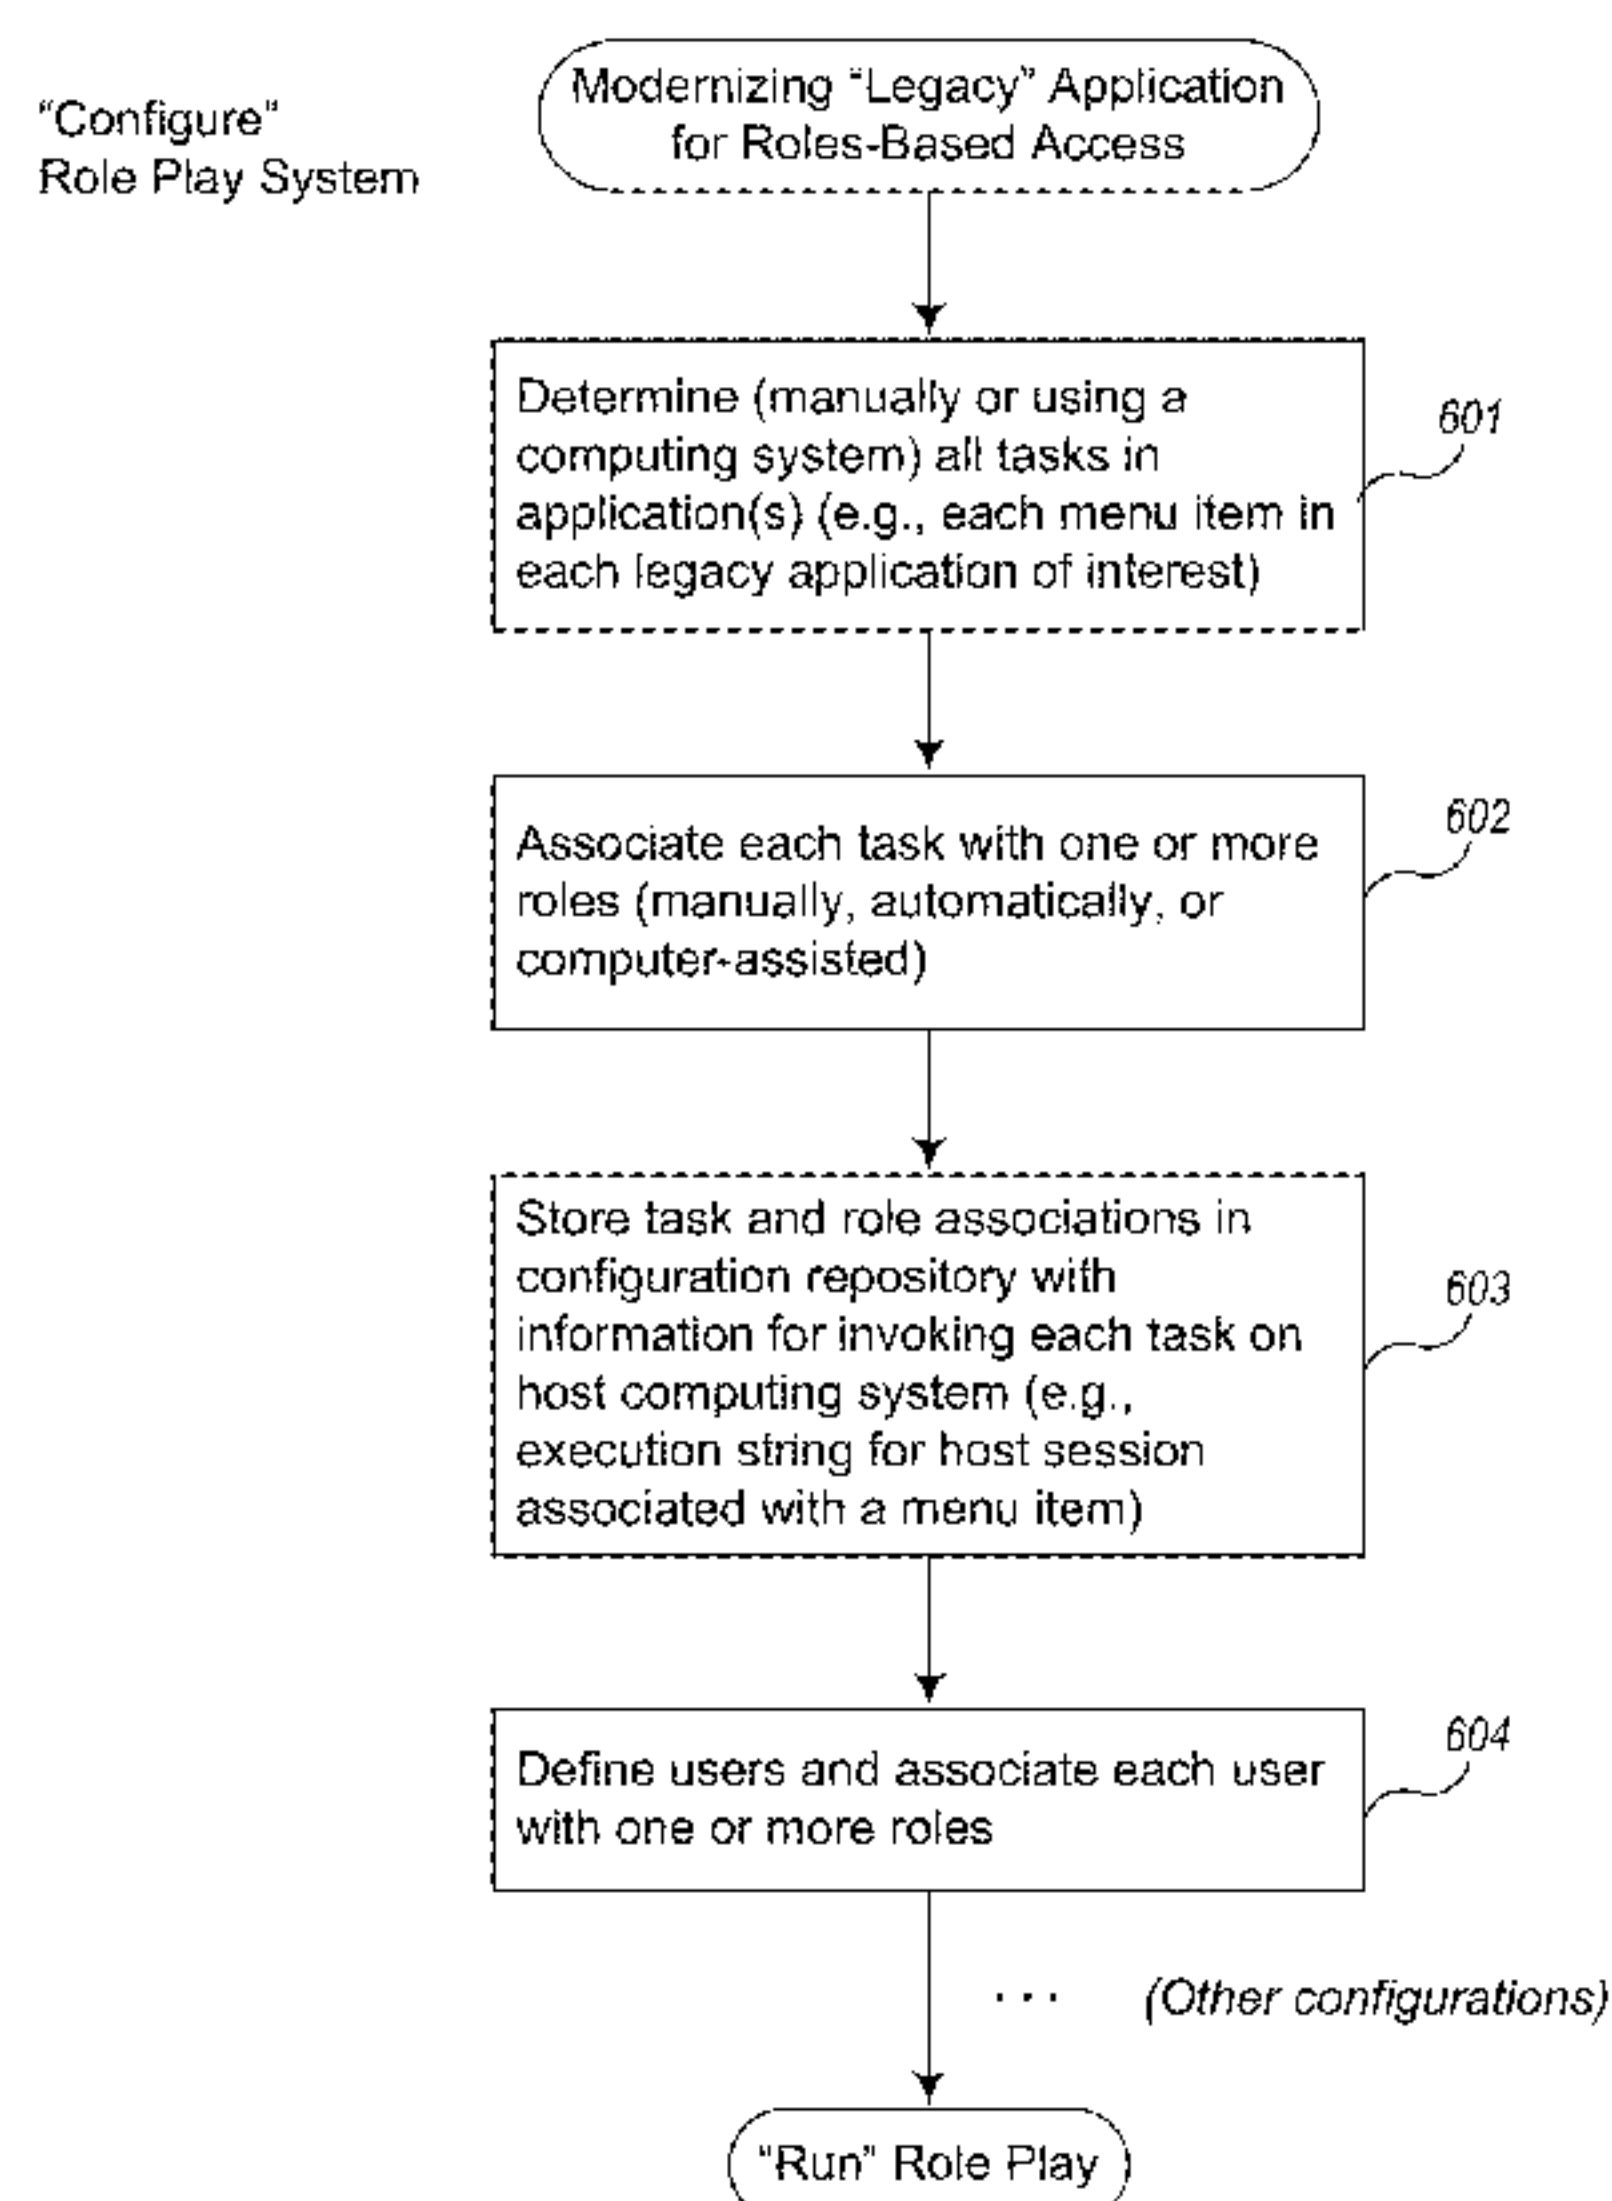 "Configure"
Role Play System
Modernizing "Legacy" Application
for Roles-Based Access
Determine (manually or using a
computing system) all tasks in
application(s) (e.g., each menu item in
each legacy application of interest)
601
Associate each task with one or more
roles (manually, automatically, or
computer-assisted)
602
Store task and role associations in
configuration repository with
information for invoking each task on
host computing system (e.g.,
execution string for host session
associated with a menu item)
603
Define users and associate each user
with one or more roles
604
... (Other configurations)
"Run" Role Play